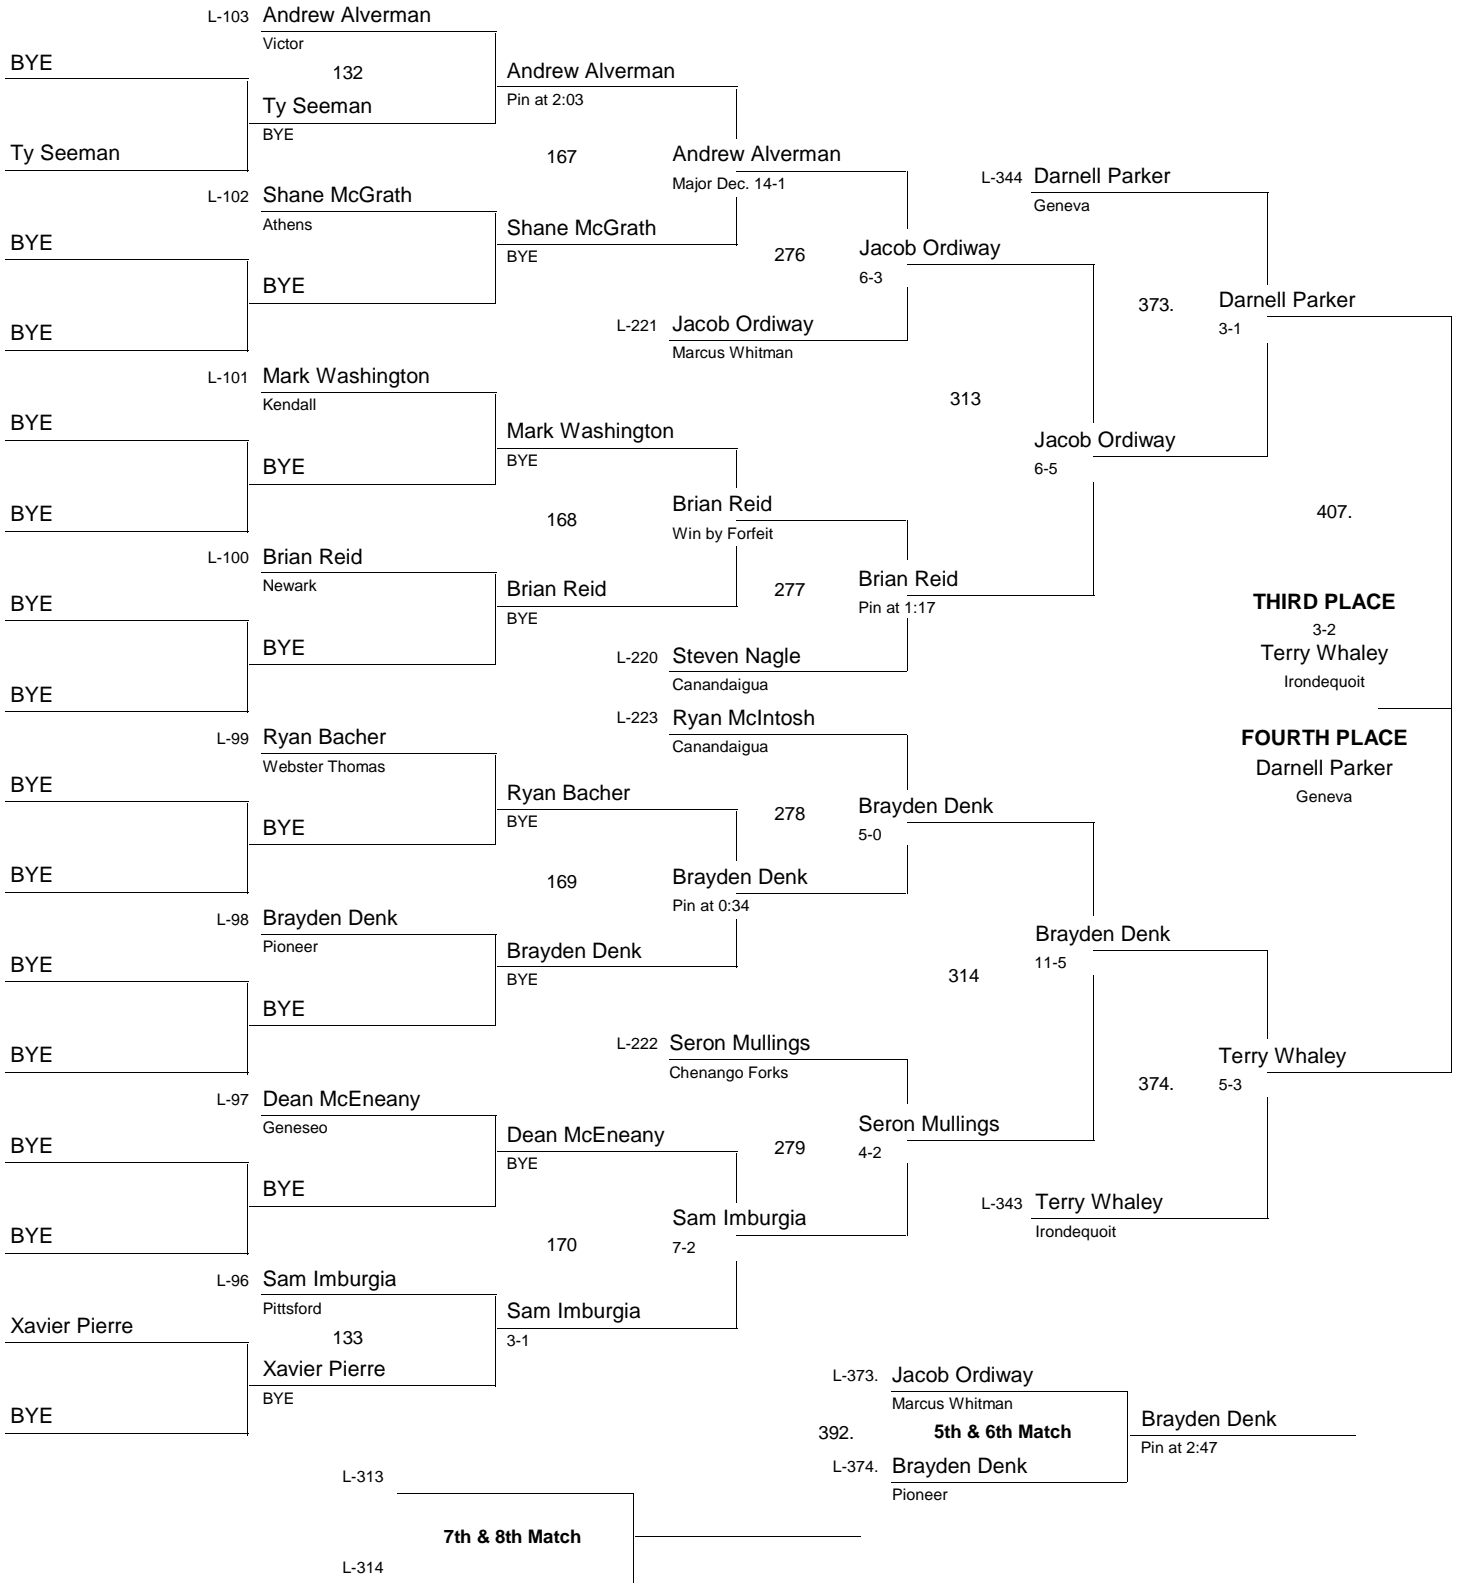 L-103 Andrew Alverman
Victor
BYE
132
Andrew Alverman
Pin at 2:03
Ty Seeman
BYE
Ty Seeman
167
Andrew Alverman
Major Dec. 14-1
L-344 Darnell Parker
Geneva
L-102 Shane McGrath
Athens
Shane McGrath
BYE
BYE
276
Jacob Ordiway
6-3
BYE
373.
Darnell Parker
3-1
BYE
L-221 Jacob Ordiway
Marcus Whitman
L-101 Mark Washington
Kendall
313
BYE
Mark Washington
BYE
Jacob Ordiway
6-5
BYE
Brian Reid
Win by Forfeit
BYE
168
407.
L-100 Brian Reid
Newark
Brian Reid
BYE
277
Brian Reid
Pin at 1:17
BYE
THIRD PLACE
3-2
Terry Whaley
Irondequoit
BYE
L-220 Steven Nagle
Canandaigua
BYE
L-223 Ryan McIntosh
Canandaigua
L-99 Ryan Bacher
Webster Thomas
FOURTH PLACE
Darnell Parker
Geneva
BYE
Ryan Bacher
BYE
278
Brayden Denk
5-0
BYE
BYE
169
Brayden Denk
Pin at 0:34
L-98 Brayden Denk
Pioneer
Brayden Denk
BYE
Brayden Denk
11-5
BYE
314
BYE
BYE
L-222 Seron Mullings
Chenango Forks
Terry Whaley
5-3
374.
L-97 Dean McEneany
Geneseo
Dean McEneany
BYE
279
Seron Mullings
4-2
BYE
BYE
L-343 Terry Whaley
Irondequoit
Sam Imburgia
7-2
BYE
170
L-96 Sam Imburgia
Pittsford
Sam Imburgia
3-1
Xavier Pierre
133
Xavier Pierre
BYE
BYE
L-373. Jacob Ordiway
Marcus Whitman
392.
5th & 6th Match
Brayden Denk
Pin at 2:47
L-374. Brayden Denk
Pioneer
L-313
7th & 8th Match
L-314